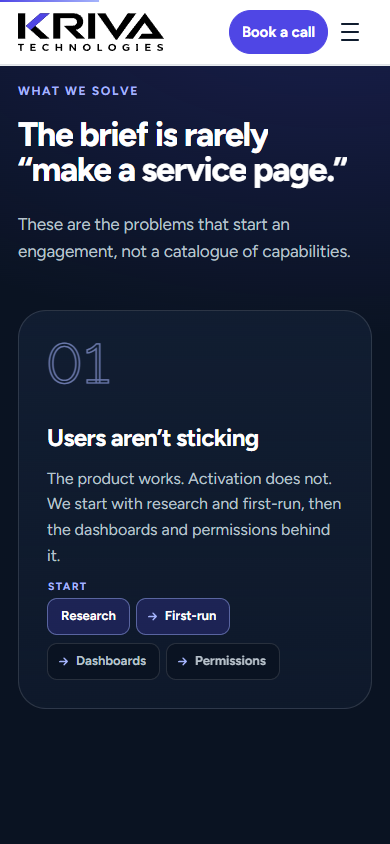 KRIVA
TECHNOLOGIES
Book a call
WHAT WE SOLVE
The brief is rarely
“make a service page.”
These are the problems that start an
engagement, not a catalogue of capabilities.
01
Users aren’t sticking
The product works. Activation does not.
We start with research and first-run, then
the dashboards and permissions behind
it.
START
Research → First-run
→ Dashboards → Permissions